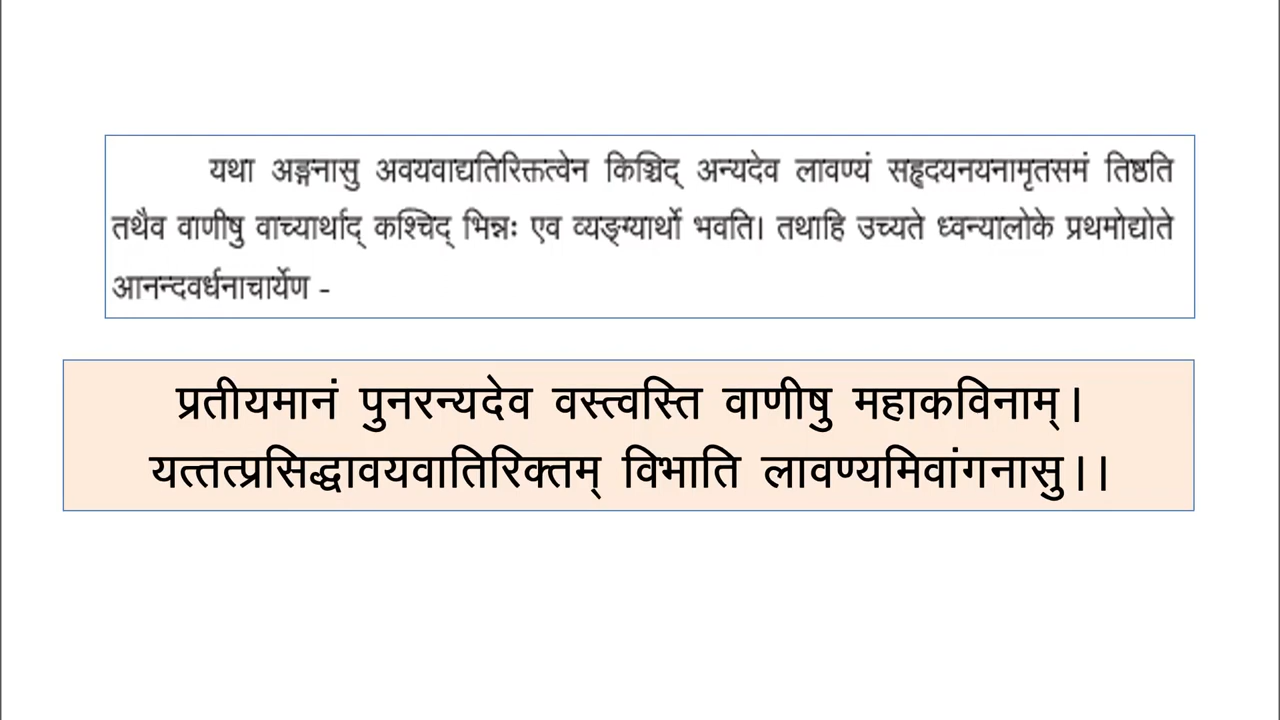 यथा अङ्गनासु अवयवाद्यतिरिक्तत्वेन किञ्चिद् अन्यदेव लावण्यं सहृदयनयनामृतसमं तिष्ठति
तथैव वाणीषु वाच्यार्थाद् कश्चिद् भिन्नः एव व्यङ्ग्यार्थो भवति। तथाहि उच्यते ध्वन्यालोके प्रथमोद्योते
आनन्दवर्धनाचार्येण -
प्रतीयमानं पुनरन्यदेव वस्त्वस्ति वाणीषु महाकविनाम्।
यत्तत्प्रसिद्धावयवातिरिक्तम् विभाति लावण्यमिवांगनासु।।